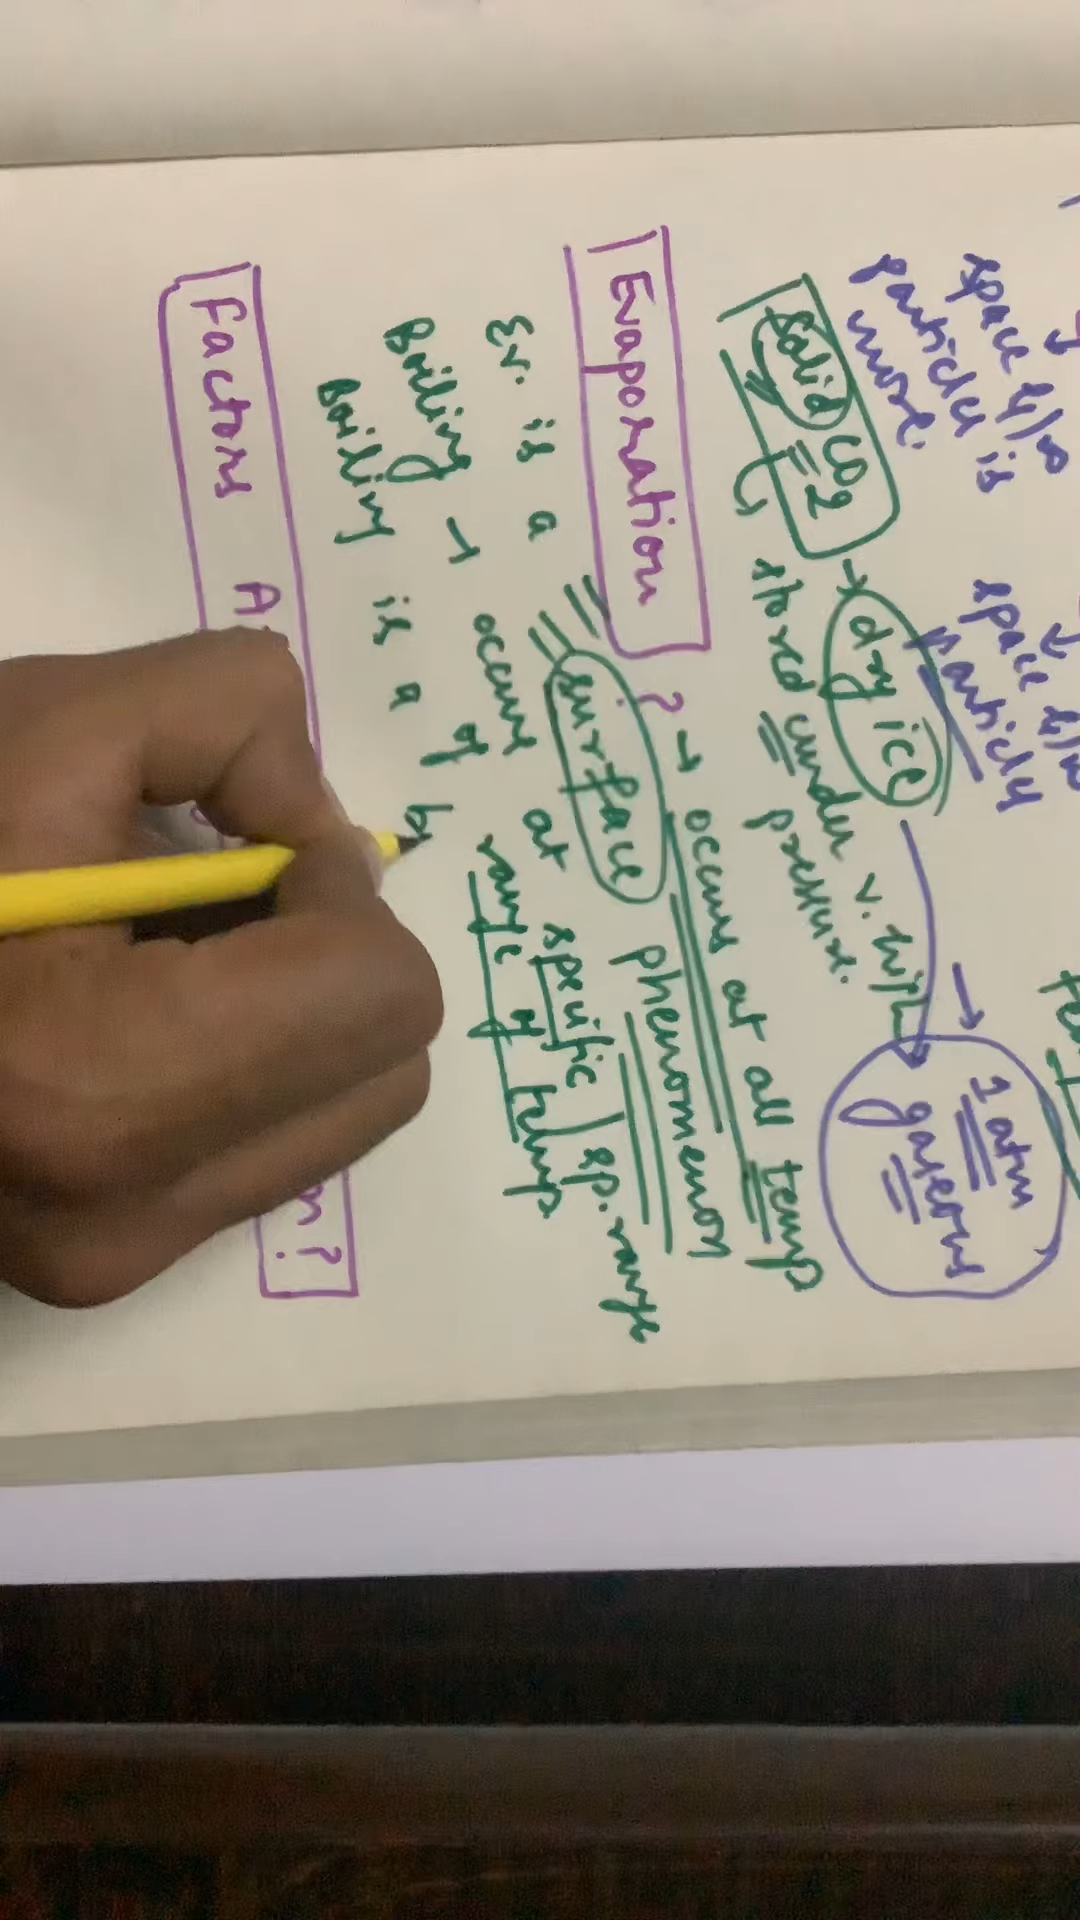 space b/w
particles is
more.
space b/w
particles
Solid CO2 → dry ice → 1 atm
gaseous
stored under v. high
pressure.
Evaporation ? → occurs at all temp
Ev. is a surface phenomenon
Boiling → occurs at specific / sp. range
of range of temp.
Boiling is a b
Factors A
n?